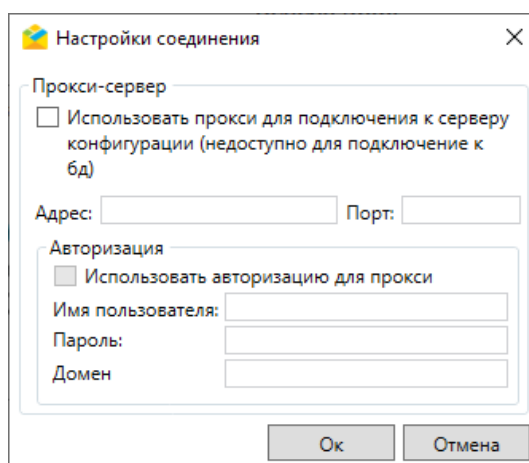 Настройки соединения
Прокси-сервер
Использовать прокси для подключения к серверу
конфигурации (недоступно для подключение к
бд)
Адрес: Порт:
Авторизация
Использовать авторизацию для прокси
Имя пользователя:
Пароль:
Домен
Ок Отмена